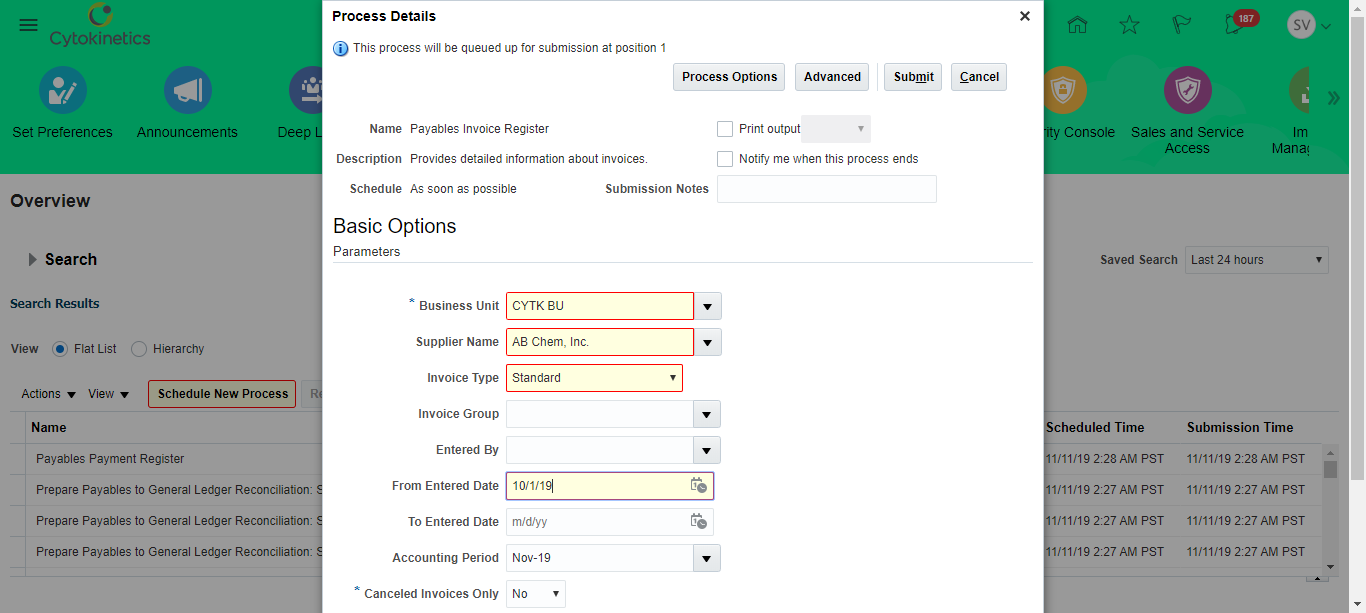 Cytokinetics
187
SV
Set Preferences
Announcements
Deep L
rity Console
Sales and Service
Access
Im
Manag
Overview
Search
Saved Search Last 24 hours
Search Results
View Flat List Hierarchy
Actions View Schedule New Process Re
Name
Scheduled Time Submission Time
Payables Payment Register
11/11/19 2:28 AM PST 11/11/19 2:28 AM PST
Prepare Payables to General Ledger Reconciliation: S
11/11/19 2:27 AM PST 11/11/19 2:27 AM PST
Prepare Payables to General Ledger Reconciliation: S
11/11/19 2:27 AM PST 11/11/19 2:27 AM PST
Prepare Payables to General Ledger Reconciliation: S
11/11/19 2:27 AM PST 11/11/19 2:27 AM PST
Process Details
This process will be queued up for submission at position 1
Process Options Advanced Submit Cancel
Name Payables Invoice Register
Print output
Description Provides detailed information about invoices.
Notify me when this process ends
Schedule As soon as possible
Submission Notes
Basic Options
Parameters
* Business Unit CYTK BU
Supplier Name AB Chem, Inc.
Invoice Type Standard
Invoice Group
Entered By
From Entered Date 10/1/19
To Entered Date m/d/yy
Accounting Period Nov-19
* Canceled Invoices Only No